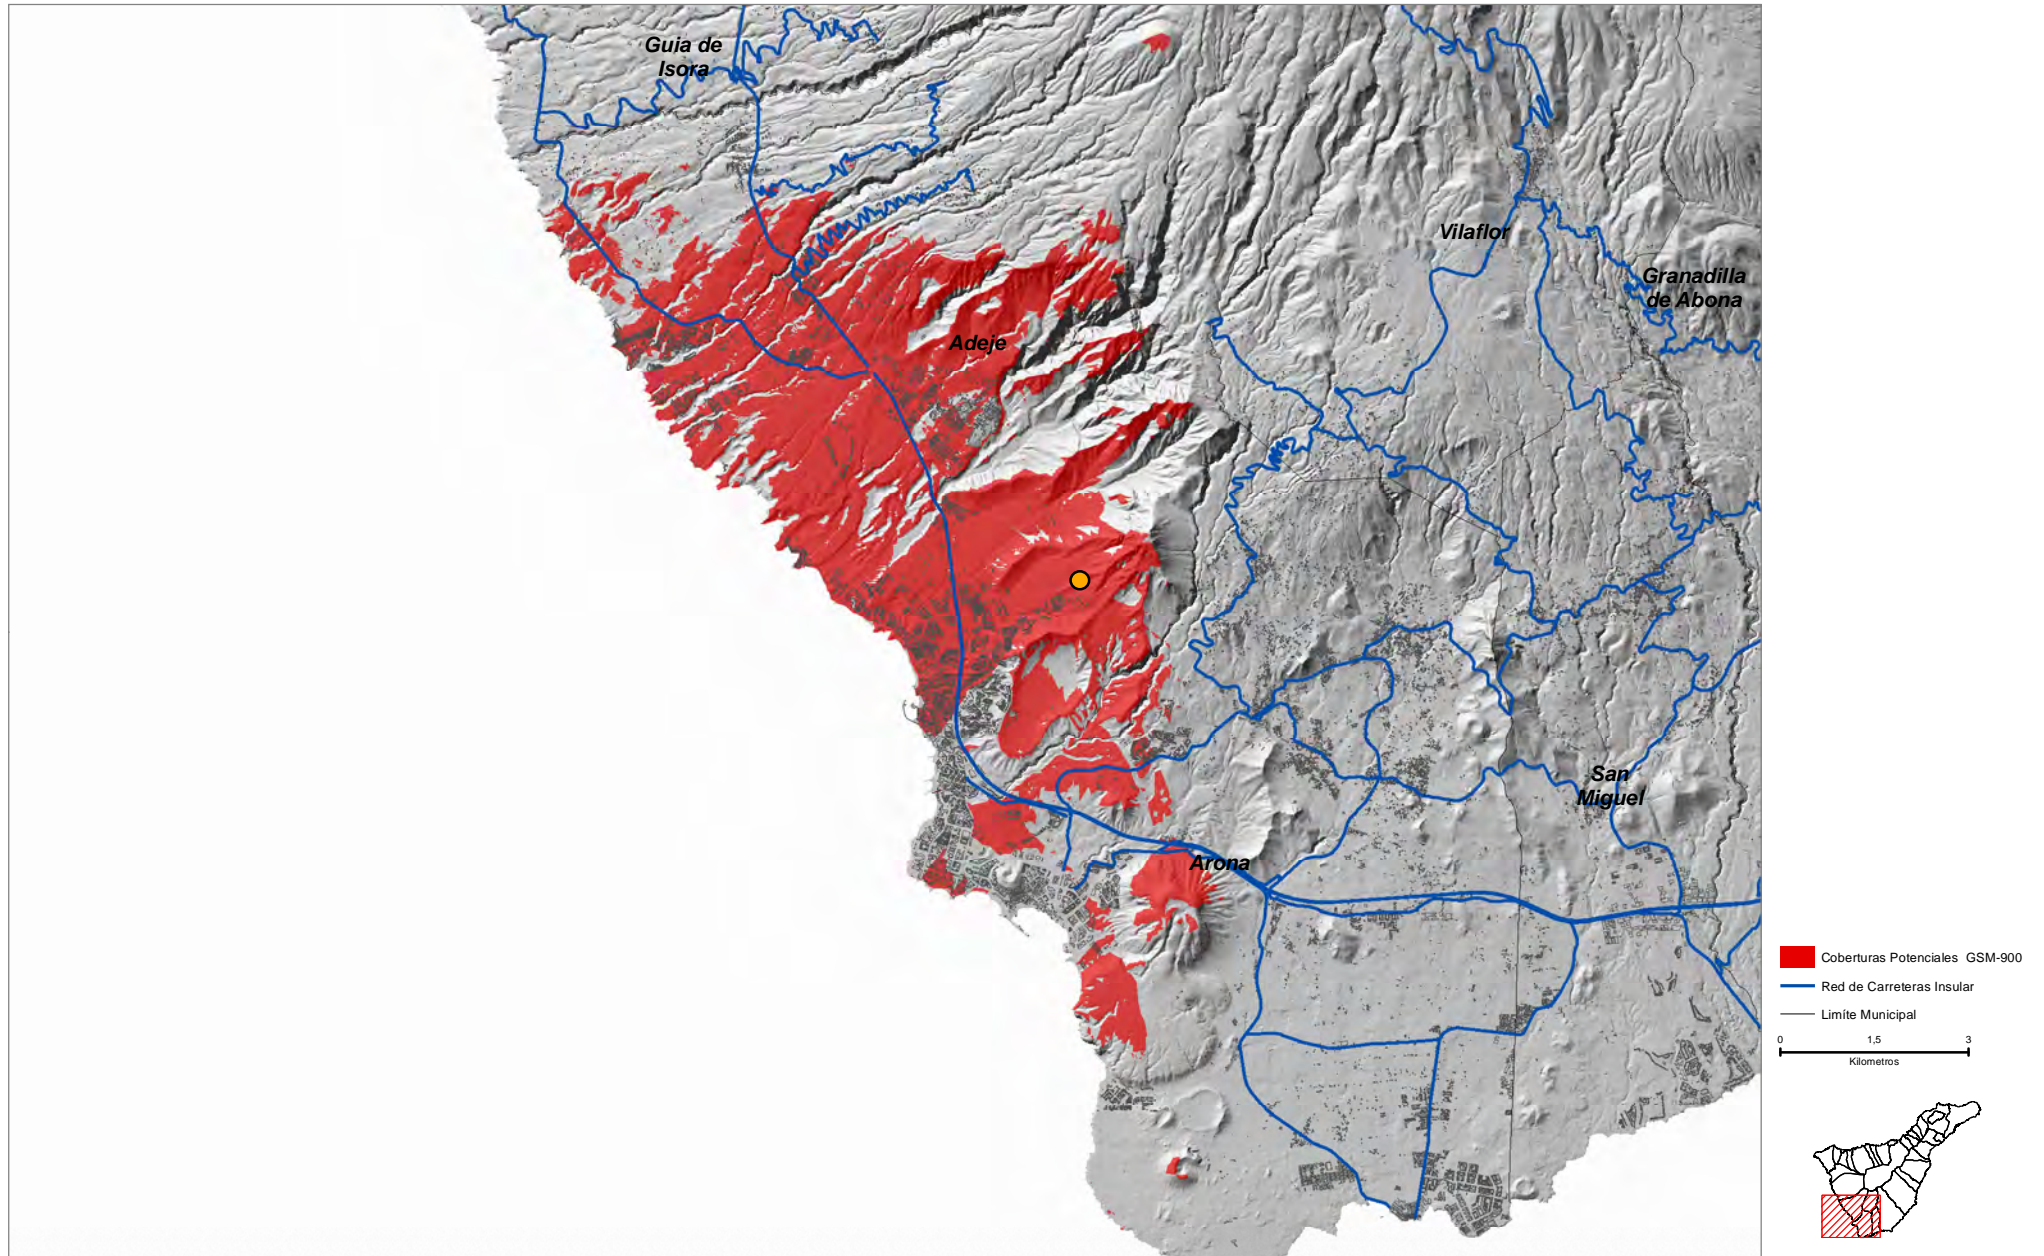 Guia de
Isora
Vilaflor
Granadilla
de Abona
Adeje
San
Miguel
Arona
Coberturas Potenciales GSM-900
Red de Carreteras Insular
Limíte Municipal
0 1,5 3
Kilometros